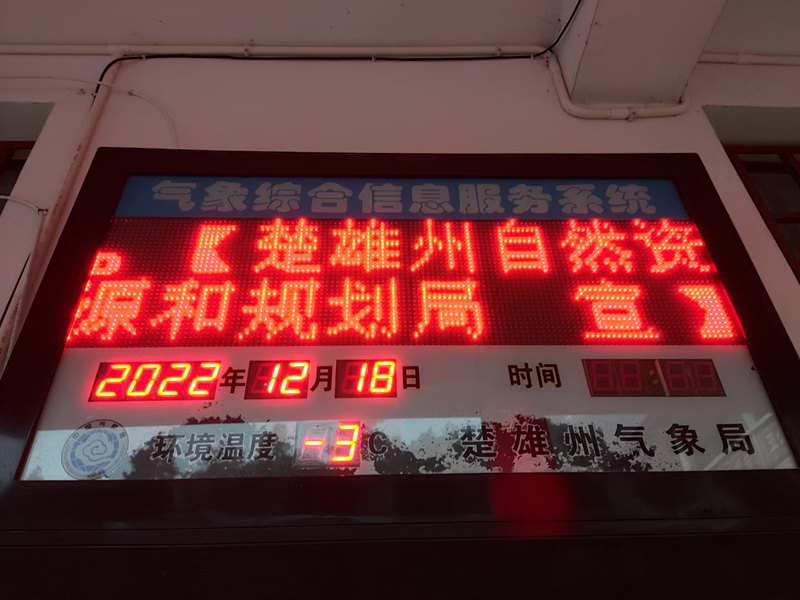 气象综合信息服务系统
。【楚雄州自然资
源和规划局 宣】
2022年12月18日 时间
环境温度 -3℃ 楚雄州气象局